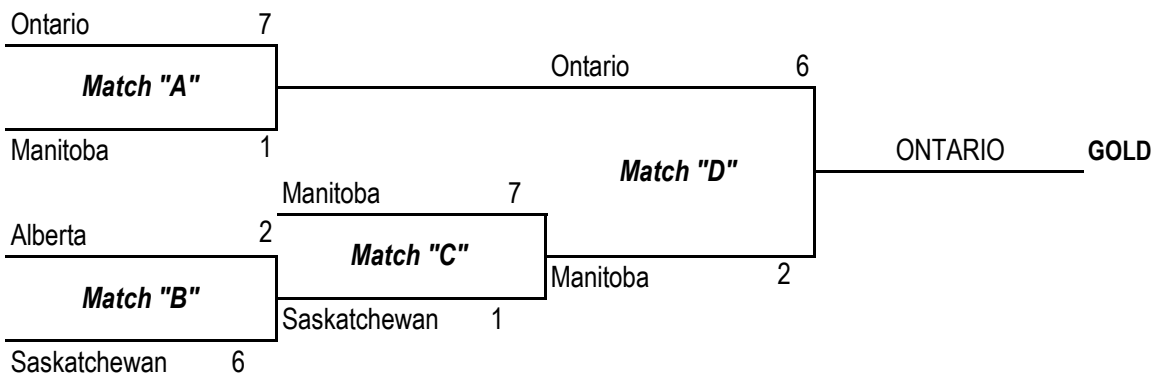 Ontario 7
Match "A"
Manitoba 1
Alberta 2
Match "B"
Saskatchewan 6
Manitoba 7
Match "C"
Saskatchewan 1
Ontario 6
Match "D"
Manitoba 2
ONTARIO GOLD